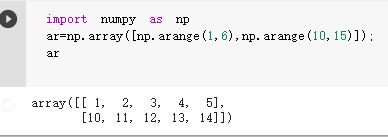 import numpy as np
ar=np.array([np.arange(1,6),np.arange(10,15)]);
ar
array([[ 1, 2, 3, 4, 5],
[10, 11, 12, 13, 14]])